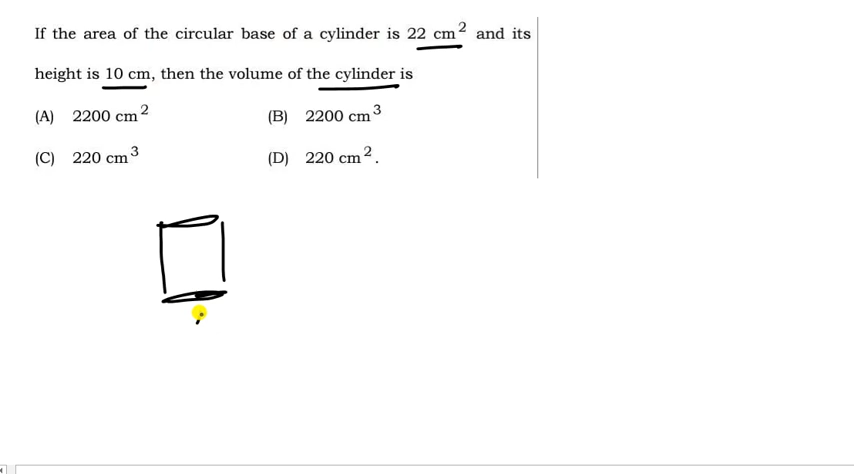 If the area of the circular base of a cylinder is 22 cm² and its
height is 10 cm, then the volume of the cylinder is
(A) 2200 cm² (B) 2200 cm³
(C) 220 cm³ (D) 220 cm².